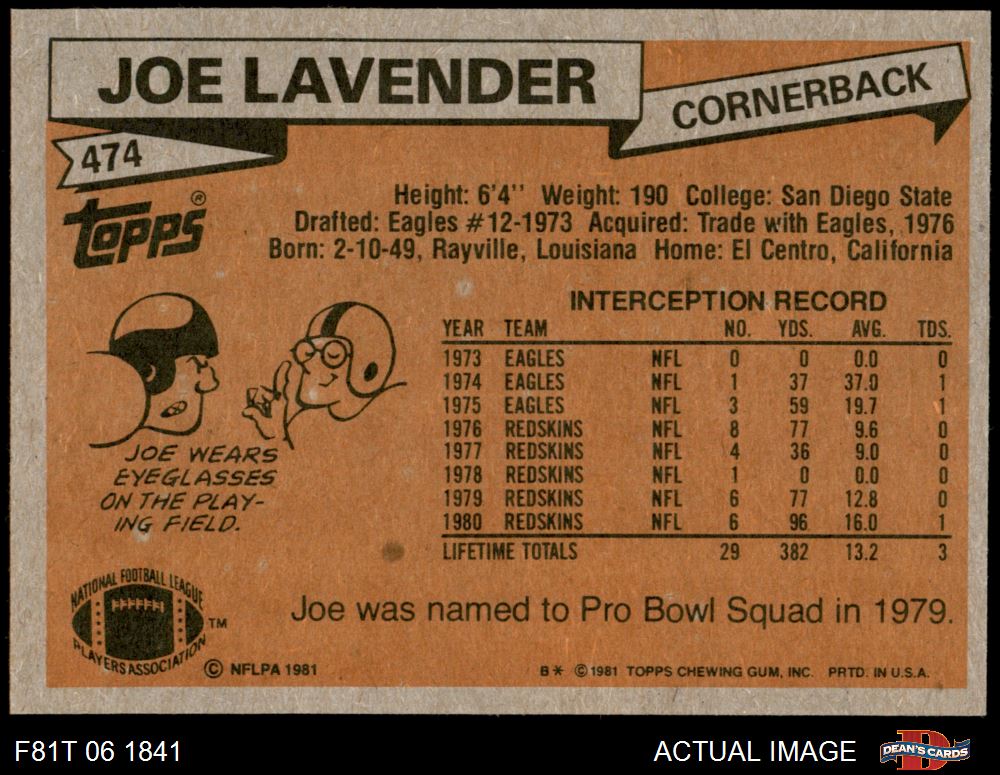 JOE LAVENDER
CORNERBACK
474
TOPPS®
Height: 6'4'' Weight: 190 College: San Diego State
Drafted: Eagles #12-1973 Acquired: Trade with Eagles, 1976
Born: 2-10-49, Rayville, Louisiana Home: El Centro, California
INTERCEPTION RECORD
YEAR TEAM NO. YDS. AVG. TDS.
1973 EAGLES NFL 0 0 0.0 0
1974 EAGLES NFL 1 37 37.0 1
1975 EAGLES NFL 3 59 19.7 1
1976 REDSKINS NFL 8 77 9.6 0
1977 REDSKINS NFL 4 36 9.0 0
1978 REDSKINS NFL 1 0 0.0 0
1979 REDSKINS NFL 6 77 12.8 0
1980 REDSKINS NFL 6 96 16.0 1
LIFETIME TOTALS 29 382 13.2 3
JOE WEARS
EYEGLASSES
ON THE PLAY-
ING FIELD.
NATIONAL FOOTBALL LEAGUE
PLAYERS ASSOCIATION
TM
© NFLPA 1981
Joe was named to Pro Bowl Squad in 1979.
B* ©1981 TOPPS CHEWING GUM, INC. PRTD. IN U.S.A.
F81T 06 1841
ACTUAL IMAGE
D
DEAN'S CARDS